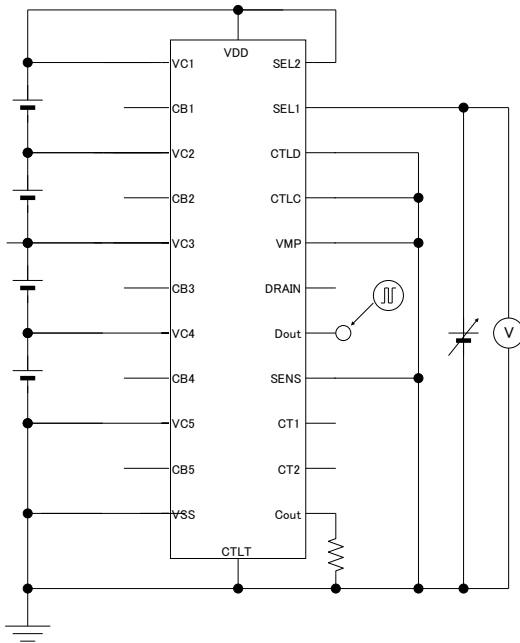 VDD
VC1 SEL2
CB1 SEL1
VC2 CTLD
CB2 CTLC
VC3 VMP
CB3 DRAIN
VC4 Dout V
CB4 SENS
VC5 CT1
CB5 CT2
VSS Cout
CTLT